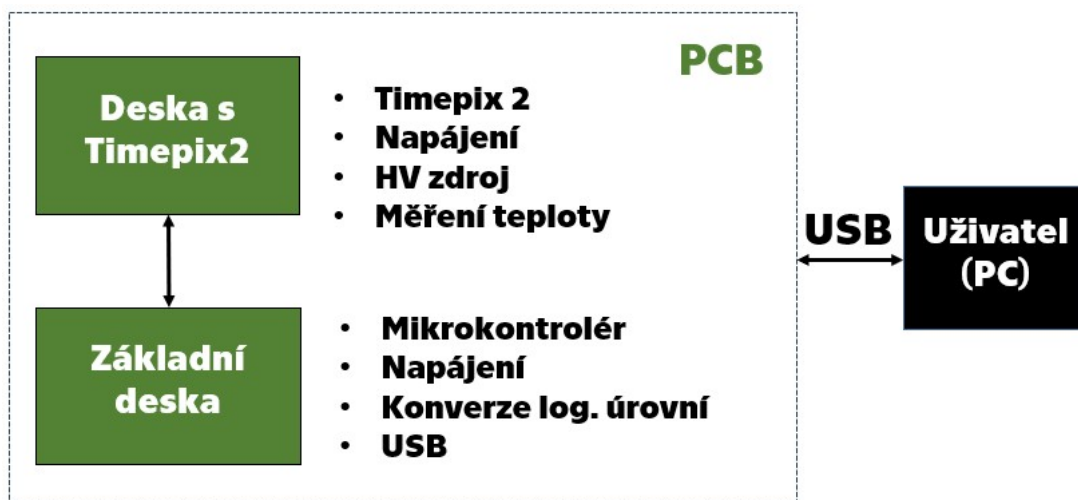 PCB
Deska s
Timepix2
• Timepix 2
• Napájení
• HV zdroj
• Měření teploty
USB
Uživatel
(PC)
Základní
deska
• Mikrokontrolér
• Napájení
• Konverze log. úrovní
• USB